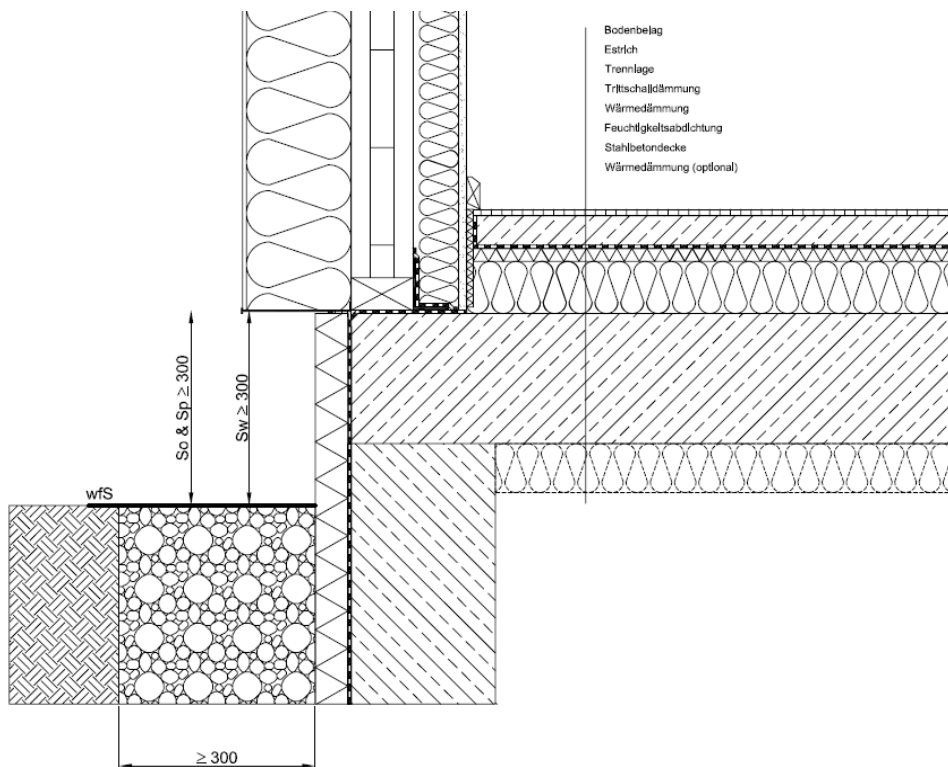 Bodenbelag
Estrich
Trennlage
Trittschalldämmung
Wärmedämmung
Feuchtigkeitsabdichtung
Stahlbetondecke
Wärmedämmung (optional)
So & Sp ≥ 300
Sw ≥ 300
wfS
≥ 300